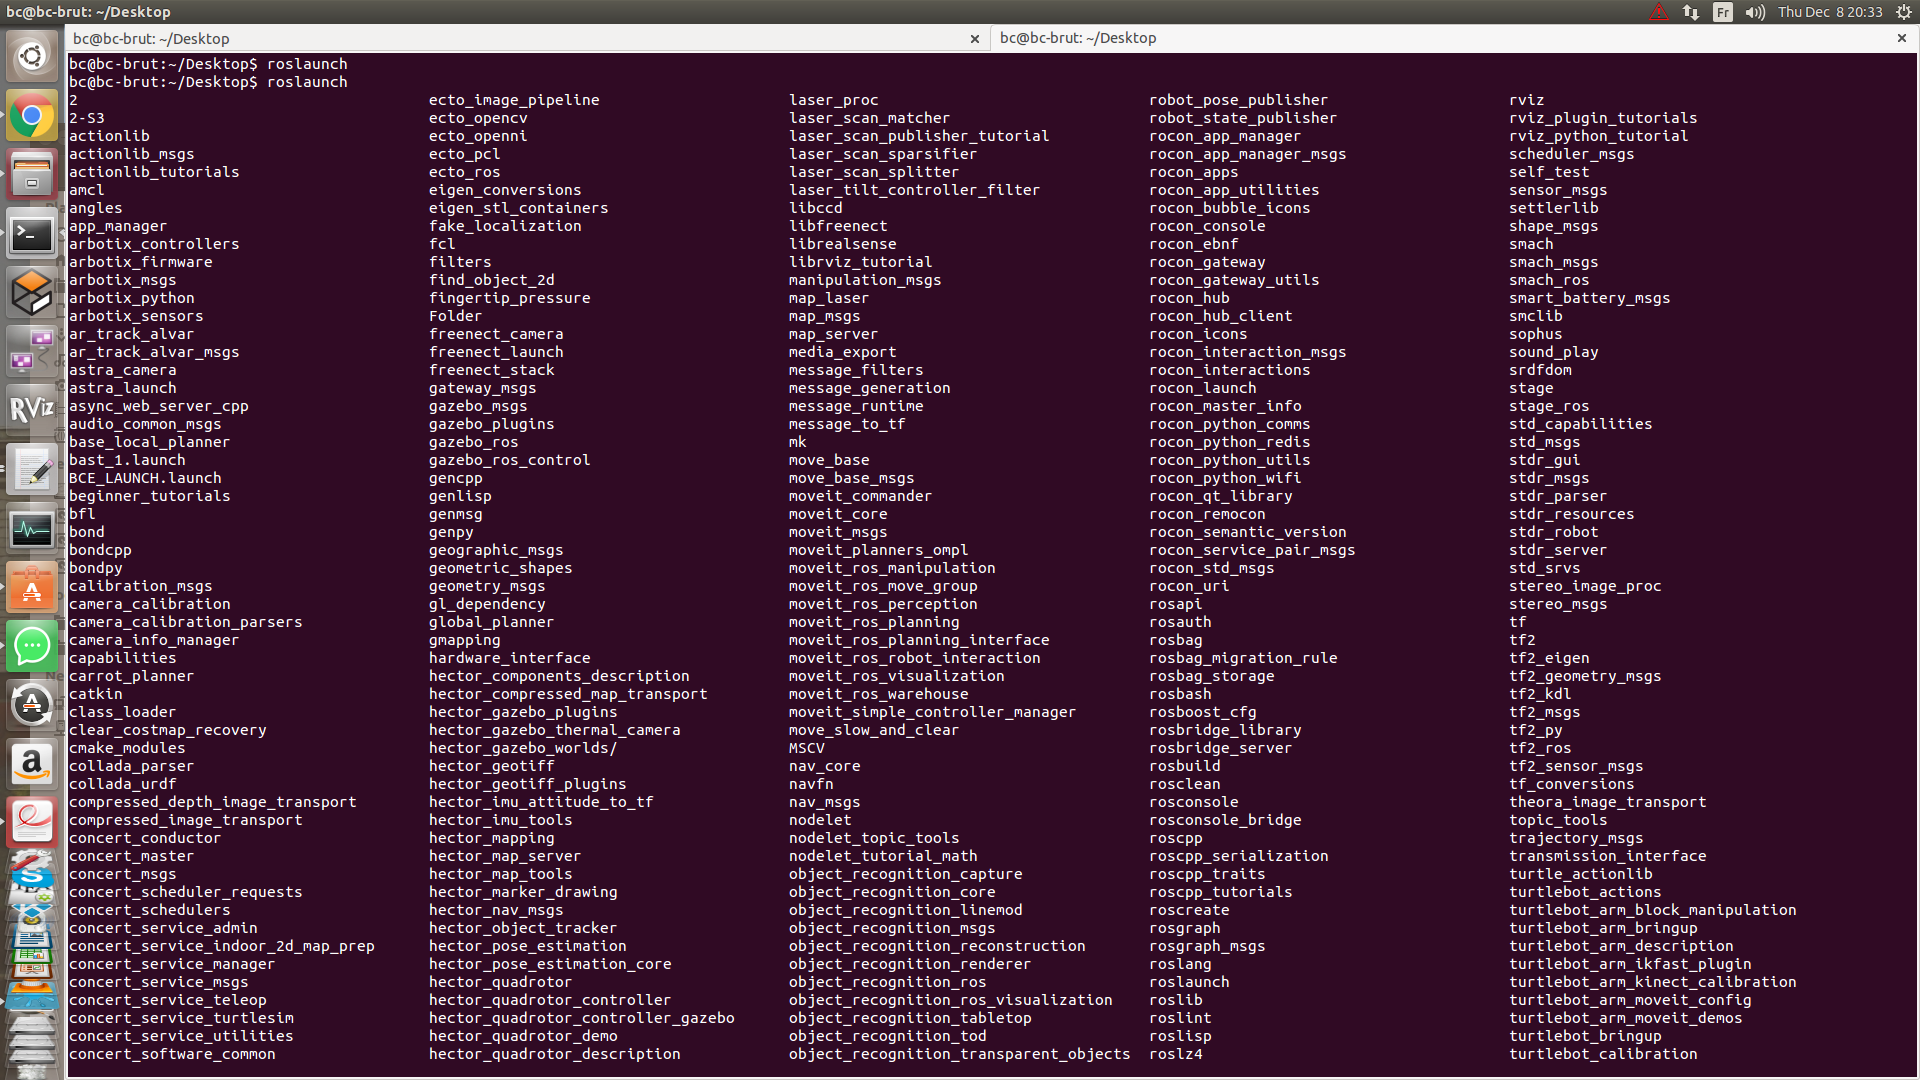 bc@bc-brut: ~/Desktop
Fr
Thu Dec 8 20:33
bc@bc-brut: ~/Desktop
bc@bc-brut: ~/Desktop
bc@bc-brut:~/Desktop$ roslaunch
bc@bc-brut:~/Desktop$ roslaunch
2 ecto_image_pipeline laser_proc robot_pose_publisher rviz
2-S3 ecto_opencv laser_scan_matcher robot_state_publisher rviz_plugin_tutorials
actionlib ecto_openni laser_scan_publisher_tutorial rocon_app_manager rviz_python_tutorial
actionlib_msgs ecto_pcl laser_scan_sparsifier rocon_app_manager_msgs scheduler_msgs
actionlib_tutorials ecto_ros laser_scan_splitter rocon_apps self_test
amcl eigen_conversions laser_tilt_controller_filter rocon_app_utilities sensor_msgs
angles eigen_stl_containers libccd rocon_bubble_icons settlerlib
app_manager fake_localization libfreenect rocon_console shape_msgs
arbotix_controllers fcl librealsense rocon_ebnf smach
arbotix_firmware filters librviz_tutorial rocon_gateway smach_msgs
arbotix_msgs find_object_2d manipulation_msgs rocon_gateway_utils smach_ros
arbotix_python fingertip_pressure map_laser rocon_hub smart_battery_msgs
arbotix_sensors Folder map_msgs rocon_hub_client smclib
ar_track_alvar freenect_camera map_server rocon_icons sophus
ar_track_alvar_msgs freenect_launch media_export rocon_interaction_msgs sound_play
astra_camera freenect_stack message_filters rocon_interactions srdfdom
astra_launch gateway_msgs message_generation rocon_launch stage
async_web_server_cpp gazebo_msgs message_runtime rocon_master_info stage_ros
audio_common_msgs gazebo_plugins message_to_tf rocon_python_comms std_capabilities
base_local_planner gazebo_ros mk rocon_python_redis std_msgs
bast_1.launch gazebo_ros_control move_base rocon_python_utils stdr_gui
BCE_LAUNCH.launch gencpp move_base_msgs rocon_python_wifi stdr_msgs
beginner_tutorials genlisp moveit_commander rocon_qt_library stdr_parser
bfl genmsg moveit_core rocon_remocon stdr_resources
bond genpy moveit_msgs rocon_semantic_version stdr_robot
bondcpp geographic_msgs moveit_planners_ompl rocon_service_pair_msgs stdr_server
bondpy geometric_shapes moveit_ros_manipulation rocon_std_msgs std_srvs
calibration_msgs geometry_msgs moveit_ros_move_group rocon_uri stereo_image_proc
camera_calibration gl_dependency moveit_ros_perception rosapi stereo_msgs
camera_calibration_parsers global_planner moveit_ros_planning rosauth tf
camera_info_manager gmapping moveit_ros_planning_interface rosbag tf2
capabilities hardware_interface moveit_ros_robot_interaction rosbag_migration_rule tf2_eigen
carrot_planner hector_components_description moveit_ros_visualization rosbag_storage tf2_geometry_msgs
catkin hector_compressed_map_transport moveit_ros_warehouse rosbash tf2_kdl
class_loader hector_gazebo_plugins moveit_simple_controller_manager rosboost_cfg tf2_msgs
clear_costmap_recovery hector_gazebo_thermal_camera move_slow_and_clear rosbridge_library tf2_py
cmake_modules hector_gazebo_worlds/ MSCV rosbridge_server tf2_ros
collada_parser hector_geotiff nav_core rosbuild tf2_sensor_msgs
collada_urdf hector_geotiff_plugins navfn rosclean tf_conversions
compressed_depth_image_transport hector_imu_attitude_to_tf nav_msgs rosconsole theora_image_transport
compressed_image_transport hector_imu_tools nodelet rosconsole_bridge topic_tools
concert_conductor hector_mapping nodelet_topic_tools roscpp trajectory_msgs
concert_master hector_map_server nodelet_tutorial_math roscpp_serialization transmission_interface
concert_msgs hector_map_tools object_recognition_capture roscpp_traits turtle_actionlib
concert_scheduler_requests hector_marker_drawing object_recognition_core roscpp_tutorials turtlebot_actions
concert_schedulers hector_nav_msgs object_recognition_linemod roscreate turtlebot_arm_block_manipulation
concert_service_admin hector_object_tracker object_recognition_msgs rosgraph turtlebot_arm_bringup
concert_service_indoor_2d_map_prep hector_pose_estimation object_recognition_reconstruction rosgraph_msgs turtlebot_arm_description
concert_service_manager hector_pose_estimation_core object_recognition_renderer roslang turtlebot_arm_ikfast_plugin
concert_service_msgs hector_quadrotor object_recognition_ros roslaunch turtlebot_arm_kinect_calibration
concert_service_teleop hector_quadrotor_controller object_recognition_ros_visualization roslib turtlebot_arm_moveit_config
concert_service_turtlesim hector_quadrotor_controller_gazebo object_recognition_tabletop roslint turtlebot_arm_moveit_demos
concert_service_utilities hector_quadrotor_demo object_recognition_tod roslisp turtlebot_bringup
concert_software_common hector_quadrotor_description object_recognition_transparent_objects roslz4 turtlebot_calibration
RViz